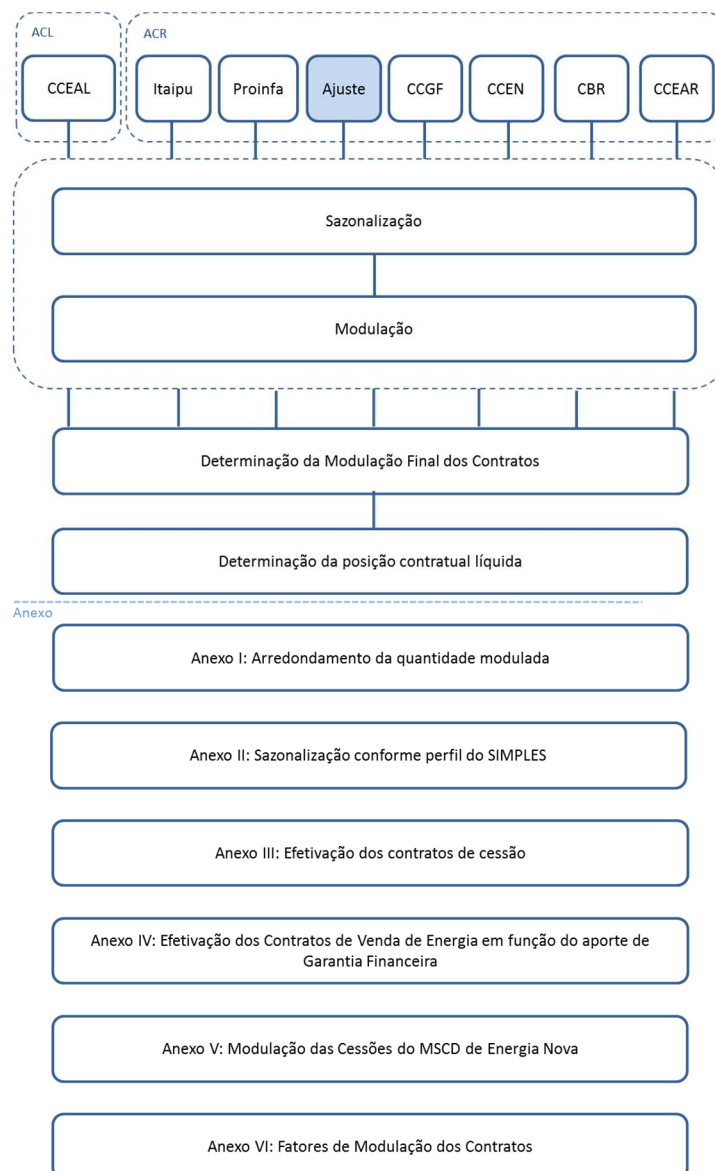 ACL
ACR
CCEAL
Itaipu
Proinfa
Ajuste
CCGF
CCEN
CBR
CCEAR
Sazonalização
Modulação
Determinação da Modulação Final dos Contratos
Determinação da posição contratual líquida
Anexo
Anexo I: Arredondamento da quantidade modulada
Anexo II: Sazonalização conforme perfil do SIMPLES
Anexo III: Efetivação dos contratos de cessão
Anexo IV: Efetivação dos Contratos de Venda de Energia em função do aporte de
Garantia Financeira
Anexo V: Modulação das Cessões do MSCD de Energia Nova
Anexo VI: Fatores de Modulação dos Contratos